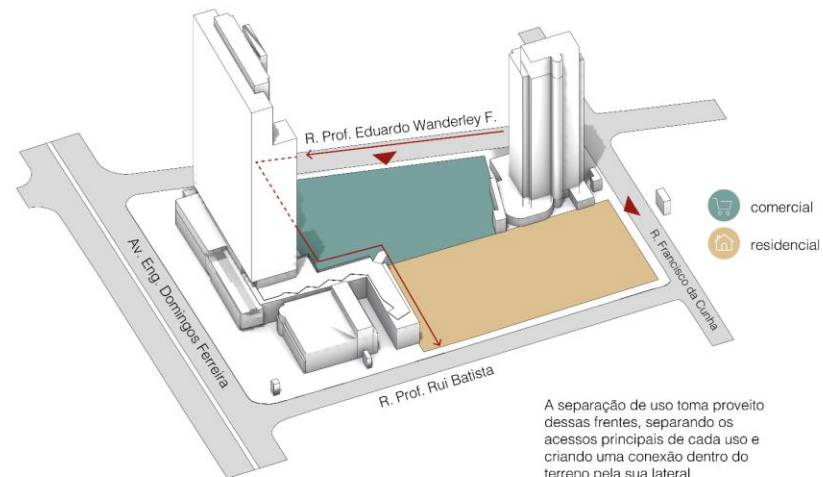 R. Prof. Eduardo Wanderley F.
comercial
residencial
Av. Eng. Domingos Ferreira
R. Francisco da Cunha
R. Prof. Rui Batista
A separação de uso toma proveito
dessas frentes, separando os
acessos principais de cada uso e
criando uma conexão dentro do
terreno pela sua lateral